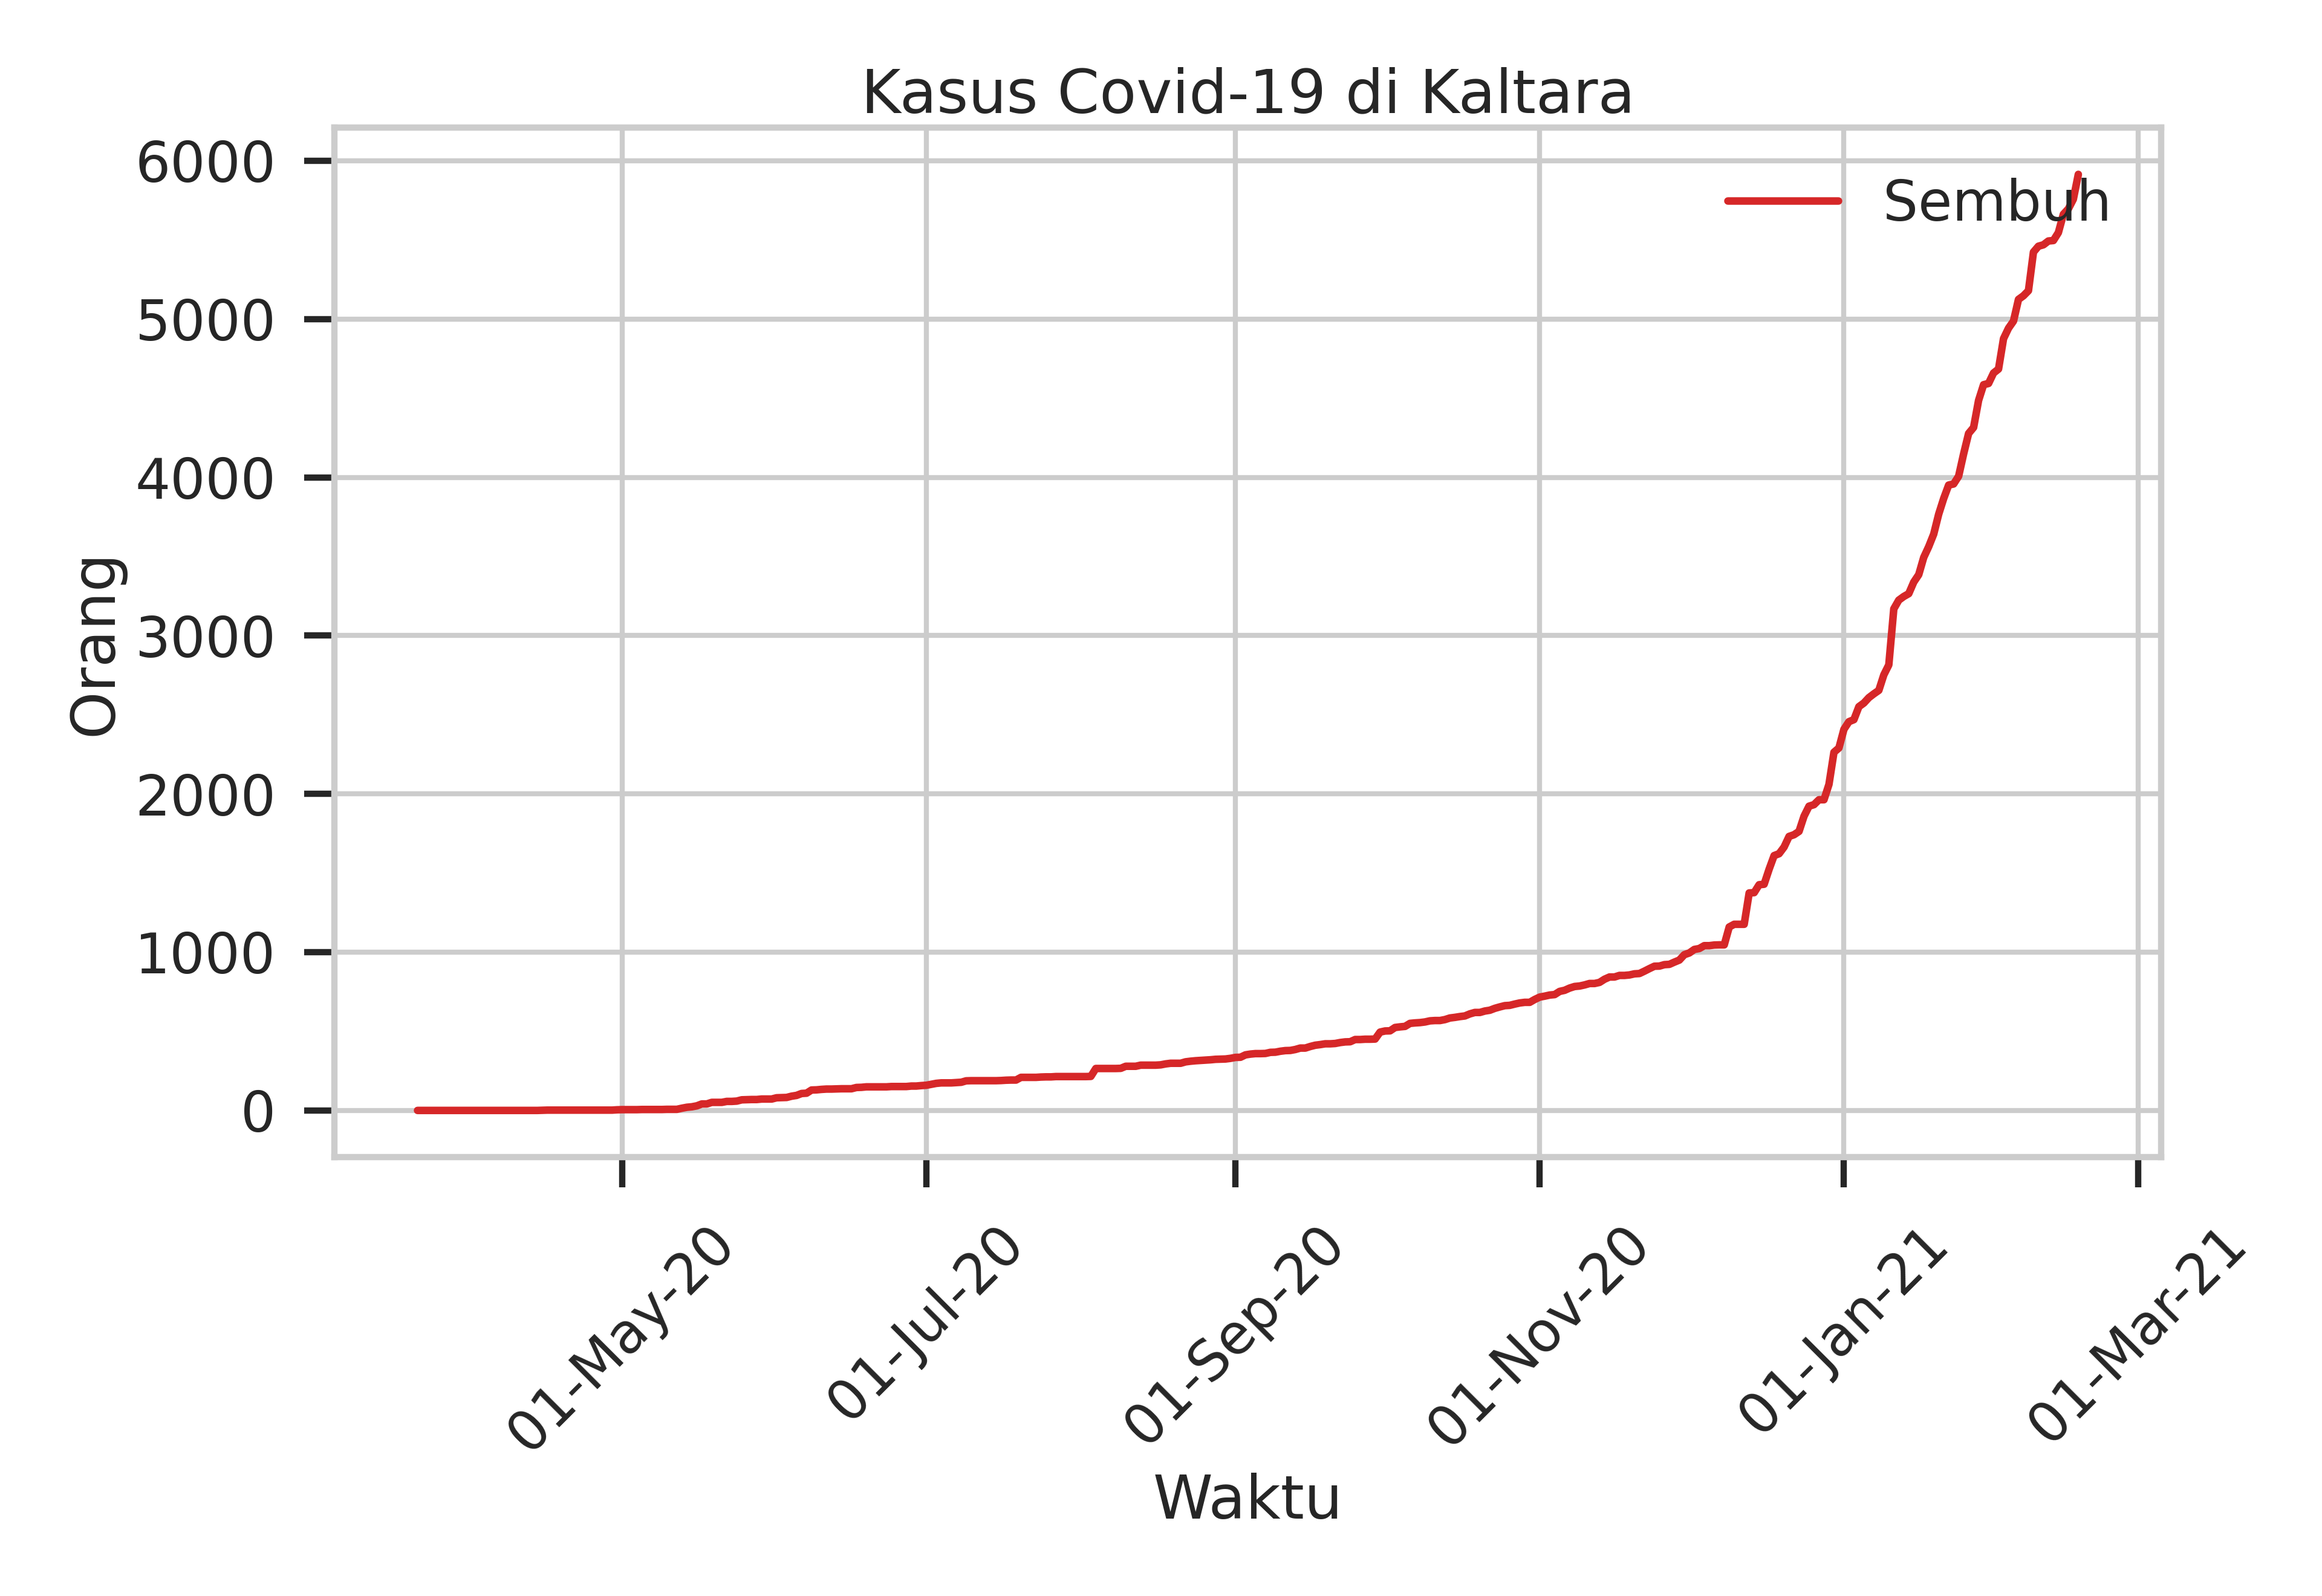 Kasus Covid-19 di Kaltara
Sembuh
Orang
6000
5000
4000
3000
2000
1000
0
01-May-20
01-Jul-20
01-Sep-20
01-Nov-20
01-Jan-21
01-Mar-21
Waktu